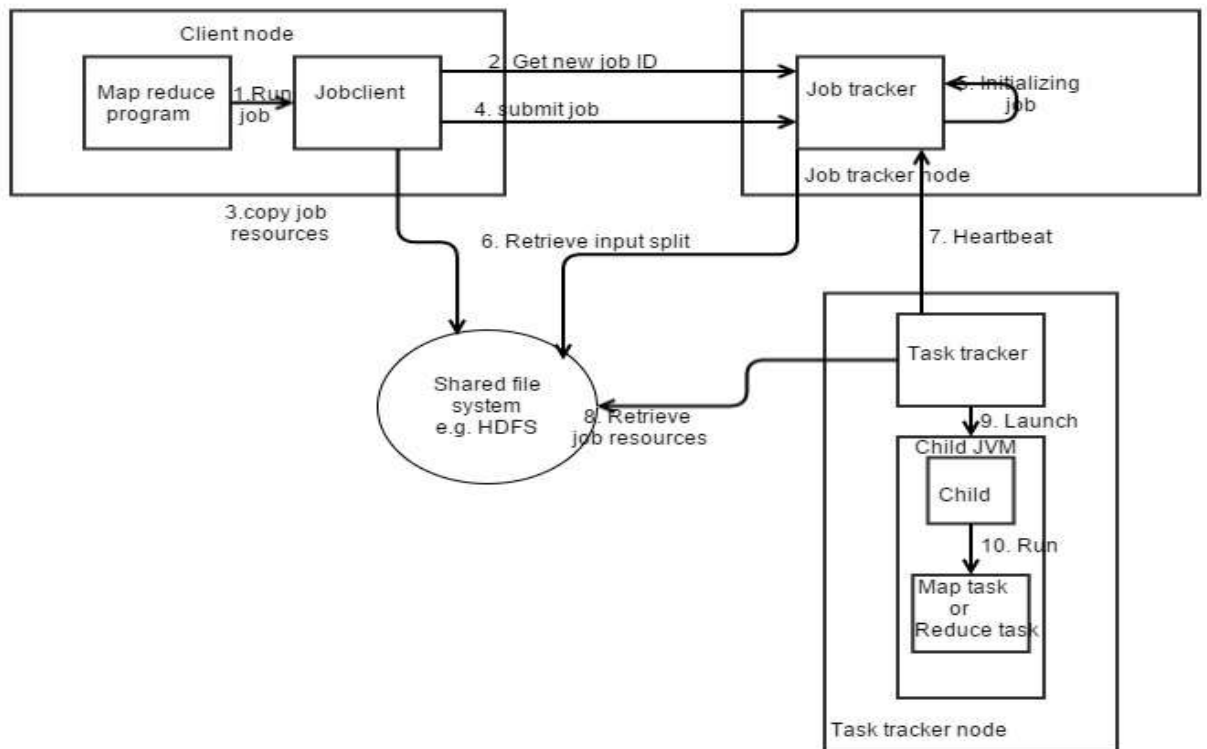 Client node
Map reduce
program
1.Run
job
Jobclient
2. Get new job ID
4. submit job
Job tracker
5. Initializing
job
Job tracker node
3.copy job
resources
6. Retrieve input split
7. Heartbeat
Shared file
system
e.g. HDFS
8. Retrieve
job resources
Task tracker
9. Launch
Child JVM
Child
10. Run
Map task
or
Reduce task
Task tracker node